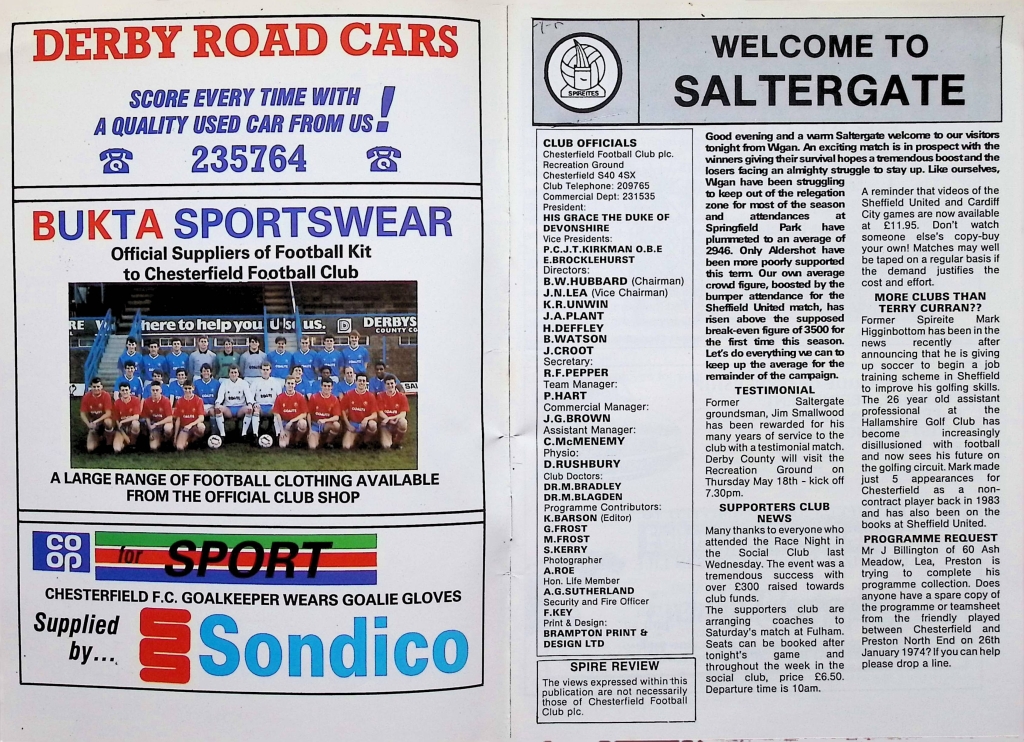 DERBY ROAD CARS
SCORE EVERY TIME WITH
A QUALITY USED CAR FROM US!
235764
BUKTA SPORTSWEAR
Official Suppliers of Football Kit
to Chesterfield Football Club
here to help you. Use us.
DERBYS
COUNTY CO
A LARGE RANGE OF FOOTBALL CLOTHING AVAILABLE
FROM THE OFFICIAL CLUB SHOP
CO
OP
for SPORT
CHESTERFIELD F.C. GOALKEEPER WEARS GOALIE GLOVES
Supplied
by...
Sondico
SPIREITES
WELCOME TO
SALTERGATE
CLUB OFFICIALS
Chesterfield Football Club plc.
Recreation Ground
Chesterfield S40 4SX
Club Telephone: 209765
Commercial Dept: 231535
President:
HIS GRACE THE DUKE OF
DEVONSHIRE
Vice Presidents:
P.C.J.T.KIRKMAN O.B.E
E.BROCKLEHURST
Directors:
B.W.HUBBARD (Chairman)
J.N.LEA (Vice Chairman)
K.R.UNWIN
J.A.PLANT
H.DEFFLEY
B.WATSON
J.CROOT
Secretary:
R.F.PEPPER
Team Manager:
P.HART
Commercial Manager:
J.G.BROWN
Assistant Manager:
C.McMENEMY
Physio:
D.RUSHBURY
Club Doctors:
DR.M.BRADLEY
DR.M.BLAGDEN
Programme Contributors:
K.BARSON (Editor)
G.FROST
M.FROST
S.KERRY
Photographer
A.ROE
Hon. Life Member
A.G.SUTHERLAND
Security and Fire Officer
F.KEY
Print & Design:
BRAMPTON PRINT &
DESIGN LTD
SPIRE REVIEW
The views expressed within this
publication are not necessarily
those of Chesterfield Football
Club plc.
Good evening and a warm Saltergate welcome to our visitors
tonight from Wigan. An exciting match is in prospect with the
winners giving their survival hopes a tremendous boost and the
losers facing an almighty struggle to stay up. Like ourselves,
Wigan have been struggling
to keep out of the relegation
zone for most of the season
and attendances at
Springfield Park have
plummeted to an average of
2946. Only Aldershot have
been more poorly supported
this term. Our own average
crowd figure, boosted by the
bumper attendance for the
Sheffield United match, has
risen above the supposed
break-even figure of 3500 for
the first time this season.
Let's do everything we can to
keep up the average for the
remainder of the campaign.
TESTIMONIAL
Former Saltergate
groundsman, Jim Smallwood
has been rewarded for his
many years of service to the
club with a testimonial match.
Derby County will visit the
Recreation Ground on
Thursday May 18th - kick off
7.30pm.
SUPPORTERS CLUB
NEWS
Many thanks to everyone who
attended the Race Night in
the Social Club last
Wednesday. The event was a
tremendous success with
over £300 raised towards
club funds.
The supporters club are
arranging coaches to
Saturday's match at Fulham.
Seats can be booked after
tonight's game and
throughout the week in the
social club, price £6.50.
Departure time is 10am.
A reminder that videos of the
Sheffield United and Cardiff
City games are now available
at £11.95. Don't watch
someone else's copy-buy
your own! Matches may well
be taped on a regular basis if
the demand justifies the
cost and effort.
MORE CLUBS THAN
TERRY CURRAN??
Former Spireite Mark
Higginbottom has been in the
news recently after
announcing that he is giving
up soccer to begin a job
training scheme in Sheffield
to improve his golfing skills.
The 26 year old assistant
professional at the
Hallamshire Golf Club has
become increasingly
disillusioned with football
and now sees his future on
the golfing circuit. Mark made
just 5 appearances for
Chesterfield as a non-
contract player back in 1983
and has also been on the
books at Sheffield United.
PROGRAMME REQUEST
Mr J Billington of 60 Ash
Meadow, Lea, Preston is
trying to complete his
programme collection. Does
anyone have a spare copy of
the programme or teamsheet
from the friendly played
between Chesterfield and
Preston North End on 26th
January 1974? If you can help
please drop a line.